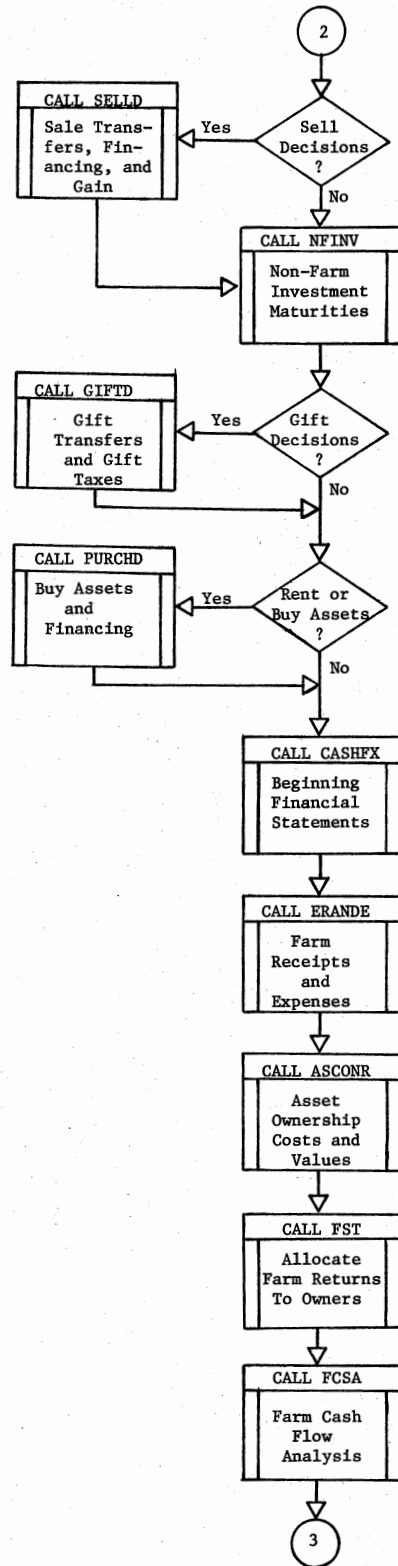 2
CALL SELLD
Sale Trans-
fers, Fin-
ancing, and
Gain
Yes
Sell
Decisions
?
No
CALL NFINV
Non-Farm
Investment
Maturities
CALL GIFTD
Gift
Transfers
and Gift
Taxes
Yes
Gift
Decisions
?
No
CALL PURCHD
Buy Assets
and
Financing
Yes
Rent or
Buy Assets
?
No
CALL CASHFX
Beginning
Financial
Statements
CALL ERANDE
Farm
Receipts
and
Expenses
CALL ASCONR
Asset
Ownership
Costs and
Values
CALL FST
Allocate
Farm Returns
To Owners
CALL FCSA
Farm Cash
Flow
Analysis
3